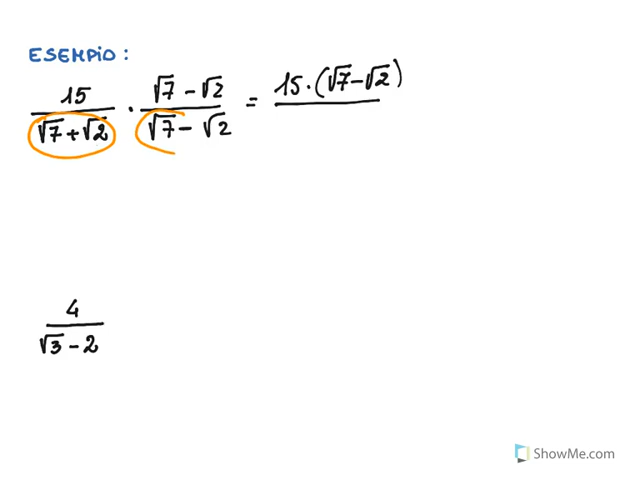 ESEMPIO:
15/(√7+√2) · (√7-√2)/(√7-√2) = 15·(√7-√2)
4/(√3-2)
ShowMe.com